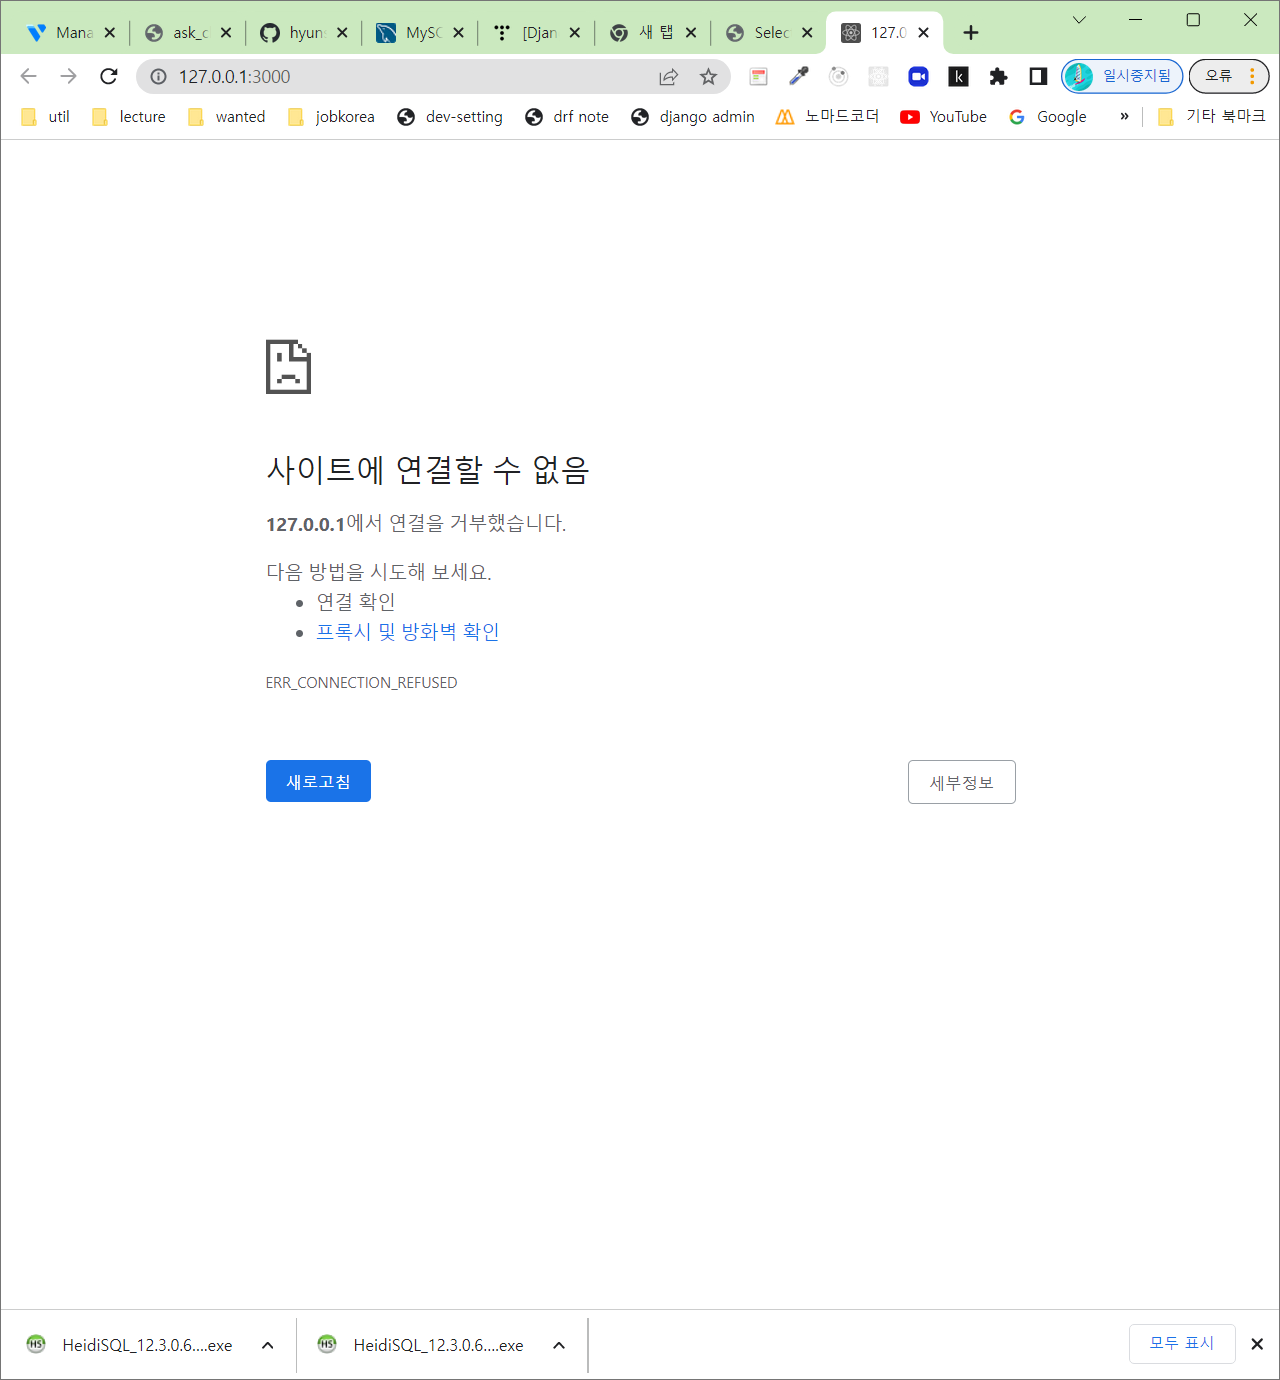 Mana
ask_c
hyun
MySC
[Djan
새 탭
Selec
127.0
127.0.0.1:3000
일시중지됨
오류
util
lecture
wanted
jobkorea
dev-setting
drf note
django admin
노마드코더
YouTube
Google
»
기타 북마크
사이트에 연결할 수 없음
127.0.0.1에서 연결을 거부했습니다.
다음 방법을 시도해 보세요.
• 연결 확인
• 프록시 및 방화벽 확인
ERR_CONNECTION_REFUSED
새로고침
세부정보
HeidiSQL_12.3.0.6....exe
HeidiSQL_12.3.0.6....exe
모두 표시